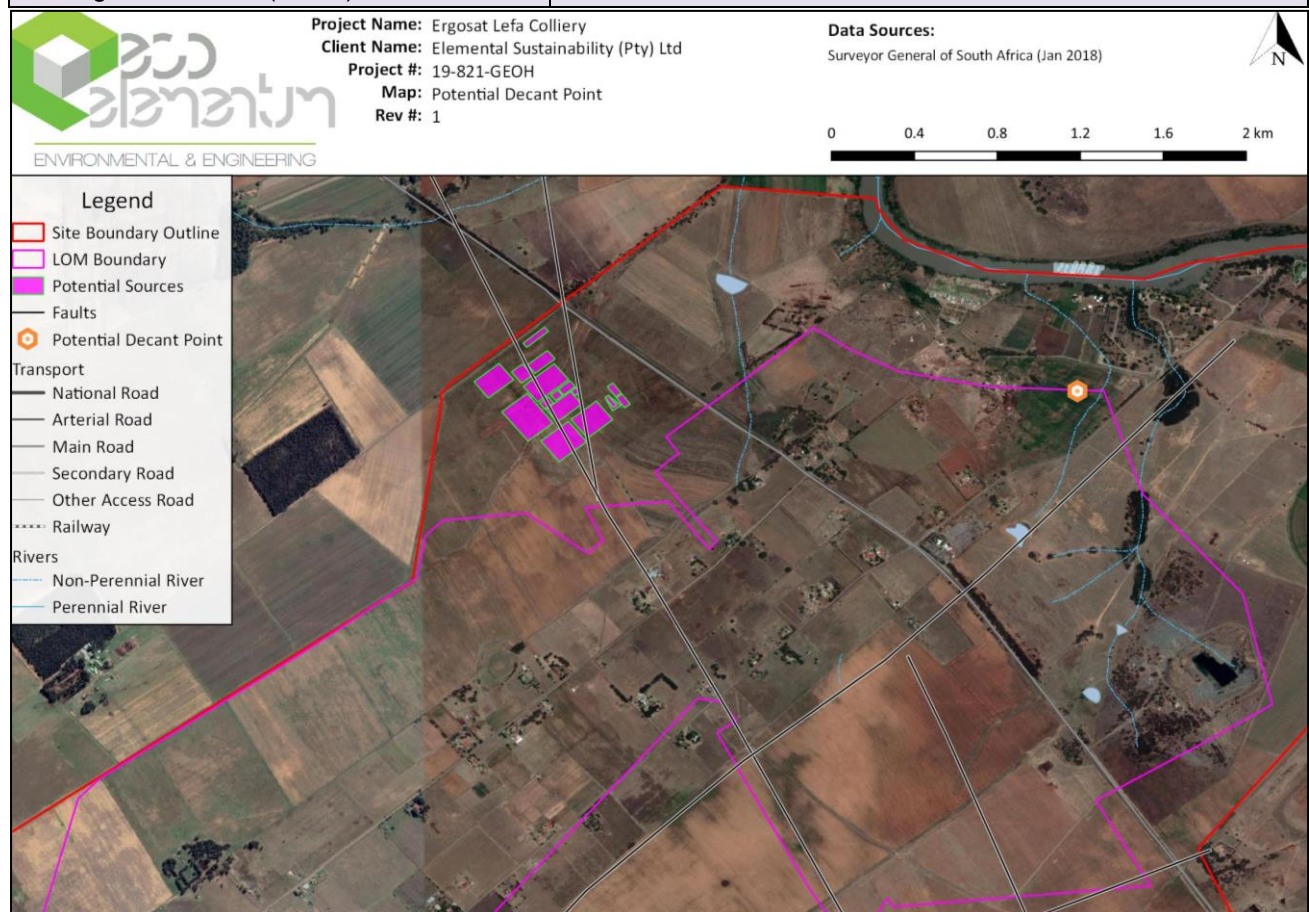 eco
elementum
ENVIRONMENTAL & ENGINEERING
Project Name: Ergosat Lefa Colliery
Client Name: Elemental Sustainability (Pty) Ltd
Project #: 19-821-GEOH
Map: Potential Decant Point
Rev #: 1
Data Sources:
Surveyor General of South Africa (Jan 2018)
N
0 0.4 0.8 1.2 1.6 2 km
Legend
Site Boundary Outline
LOM Boundary
Potential Sources
Faults
Potential Decant Point
Transport
National Road
Arterial Road
Main Road
Secondary Road
Other Access Road
Railway
Rivers
Non-Perennial River
Perennial River